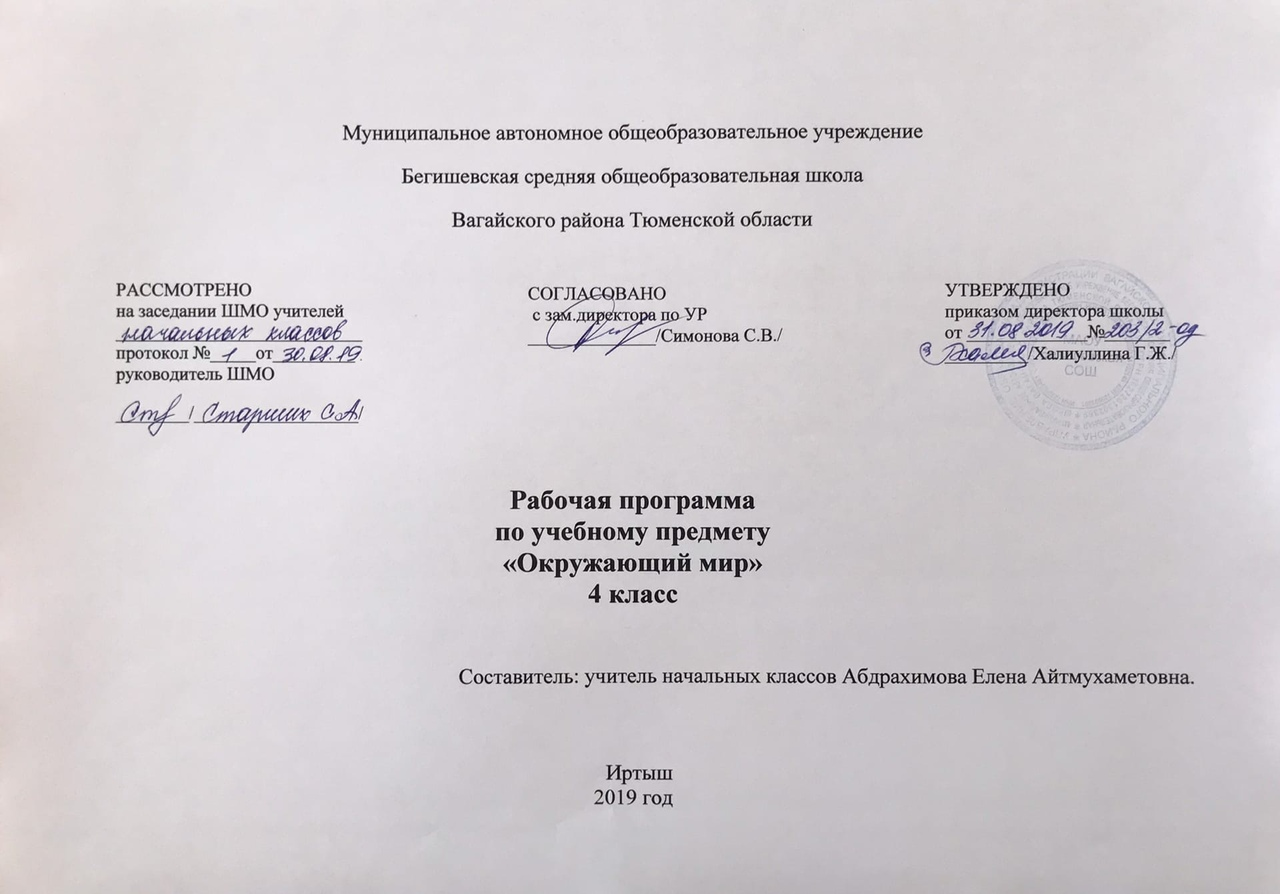 Муниципальное автономное общеобразовательное учреждение
Бегишевская средняя общеобразовательная школа
Вагайского района Тюменской области
РАССМОТРЕНО
на заседании ШМО учителей
начальных классов
протокол № 1 от 30.08.19.
руководитель ШМО
/ Старших С.А/
СОГЛАСОВАНО
с зам.директора по УР
/Симонова С.В./
УТВЕРЖДЕНО
приказом директора школы
от 31.08.2019 №203/2-од
/Халиуллина Г.Ж./
СОШ
Рабочая программа
по учебному предмету
«Окружающий мир»
4 класс
Составитель: учитель начальных классов Абдрахимова Елена Айтмухаметовна.
Иртыш
2019 год